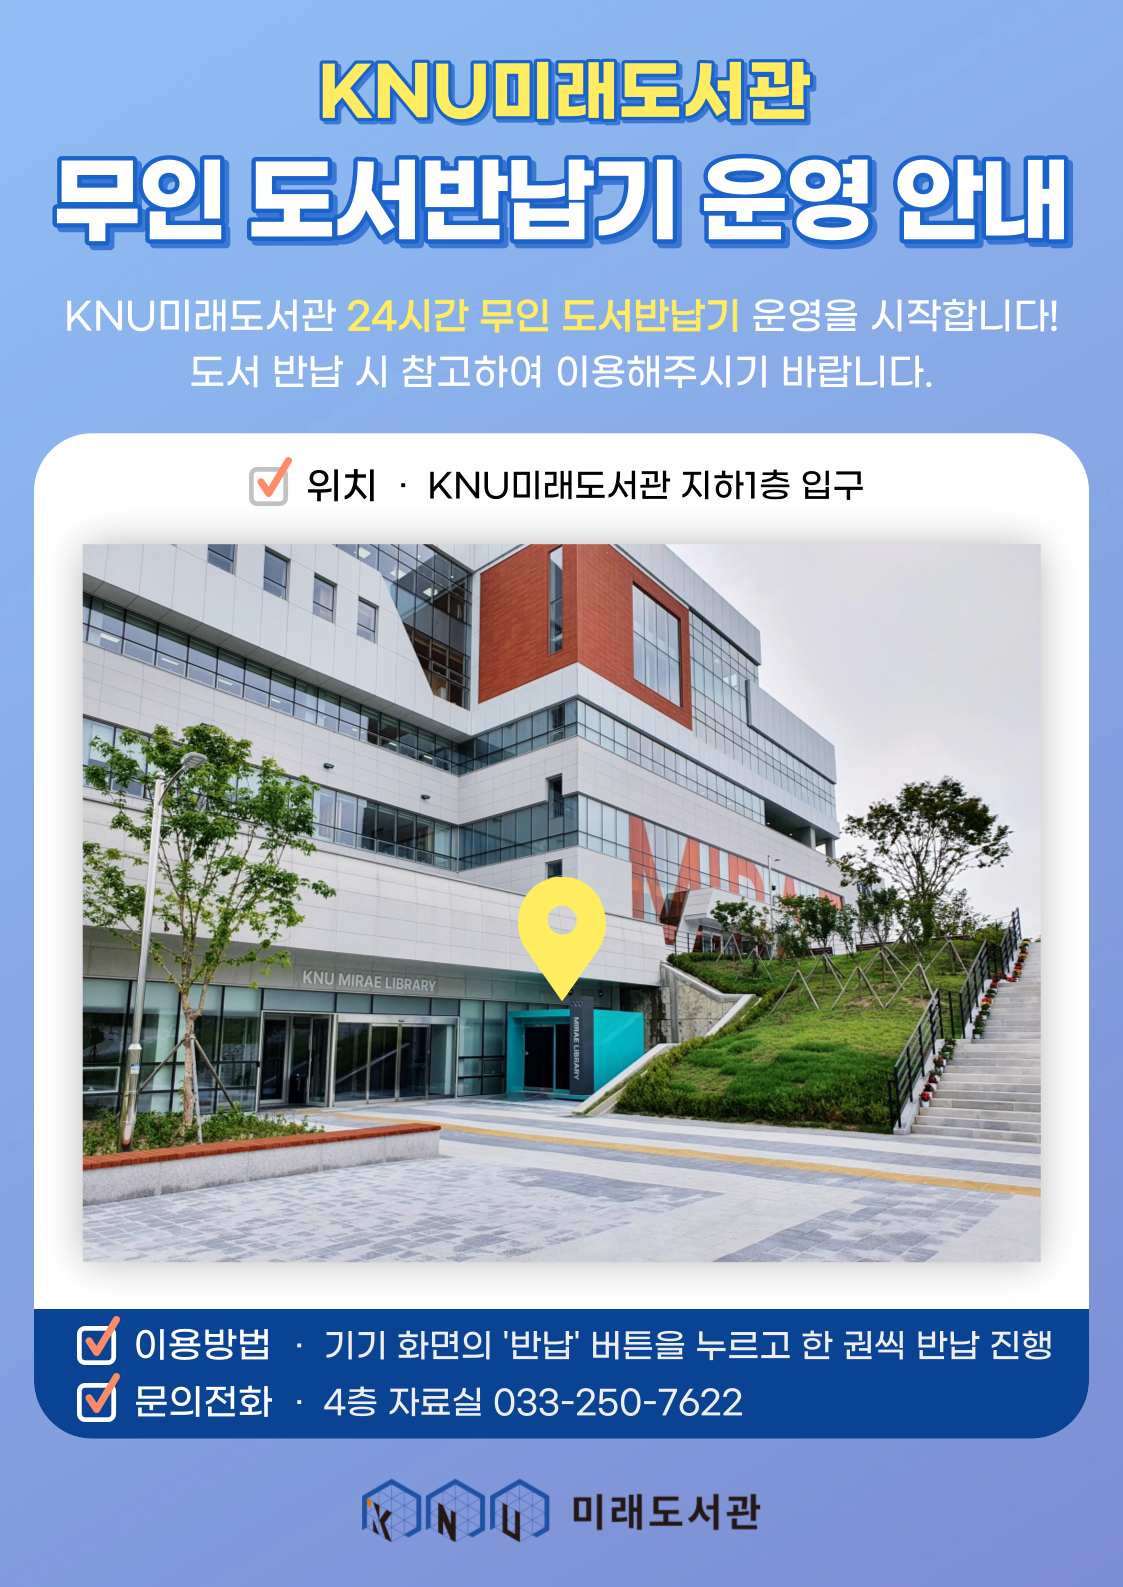 KNU미래도서관
무인 도서반납기 운영 안내
KNU미래도서관 24시간 무인 도서반납기 운영을 시작합니다!
도서 반납 시 참고하여 이용해주시기 바랍니다.
위치 · KNU미래도서관 지하1층 입구
MIRAE
KNU MIRAE LIBRARY
MIRAE LIBRARY
이용방법 · 기기 화면의 '반납' 버튼을 누르고 한 권씩 반납 진행
문의전화 · 4층 자료실 033-250-7622
KNU 미래도서관